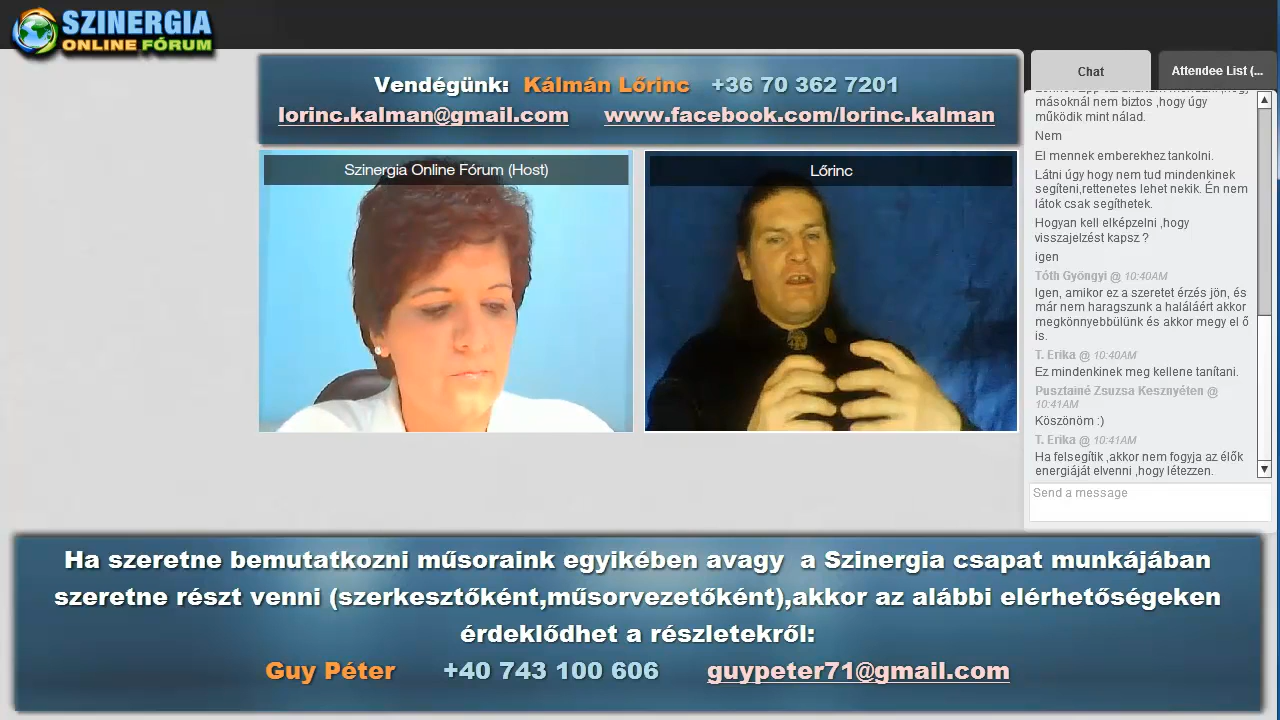 SZINERGIA
ONLINE FÓRUM
Vendégünk: Kálmán Lőrinc +36 70 362 7201
lorinc.kalman@gmail.com www.facebook.com/lorinc.kalman
Szinergia Online Fórum (Host)
Lőrinc
Chat
Attendee List (...
másoknál nem biztos ,hogy úgy
működik mint nálad.
Nem
El mennek emberekhez tankolni.
Látni úgy hogy nem tud mindenkinek
segíteni,rettenetes lehet nekik. Én nem
látok csak segíthetek.
Hogyan kell elképzelni ,hogy
visszajelzést kapsz ?
igen
Tóth Gyöngyi @ 10:40AM
Igen, amikor ez a szeretet érzés jön, és
már nem haragszunk a haláláért akkor
megkönnyebbülünk és akkor megy el ő
is.
T. Erika @ 10:40AM
Ez mindenkinek meg kellene tanítani.
Pusztainé Zsuzsa Kesznyéten @
10:41AM
Köszönöm :)
T. Erika @ 10:41AM
Ha felsegítik ,akkor nem fogyja az élők
energiáját elvenni ,hogy létezzen.
Send a message
Ha szeretne bemutatkozni műsoraink egyikében avagy a Szinergia csapat munkájában
szeretne részt venni (szerkesztőként,műsorvezetőként),akkor az alábbi elérhetőségeken
érdeklődhet a részletekről:
Guy Péter +40 743 100 606 guypeter71@gmail.com